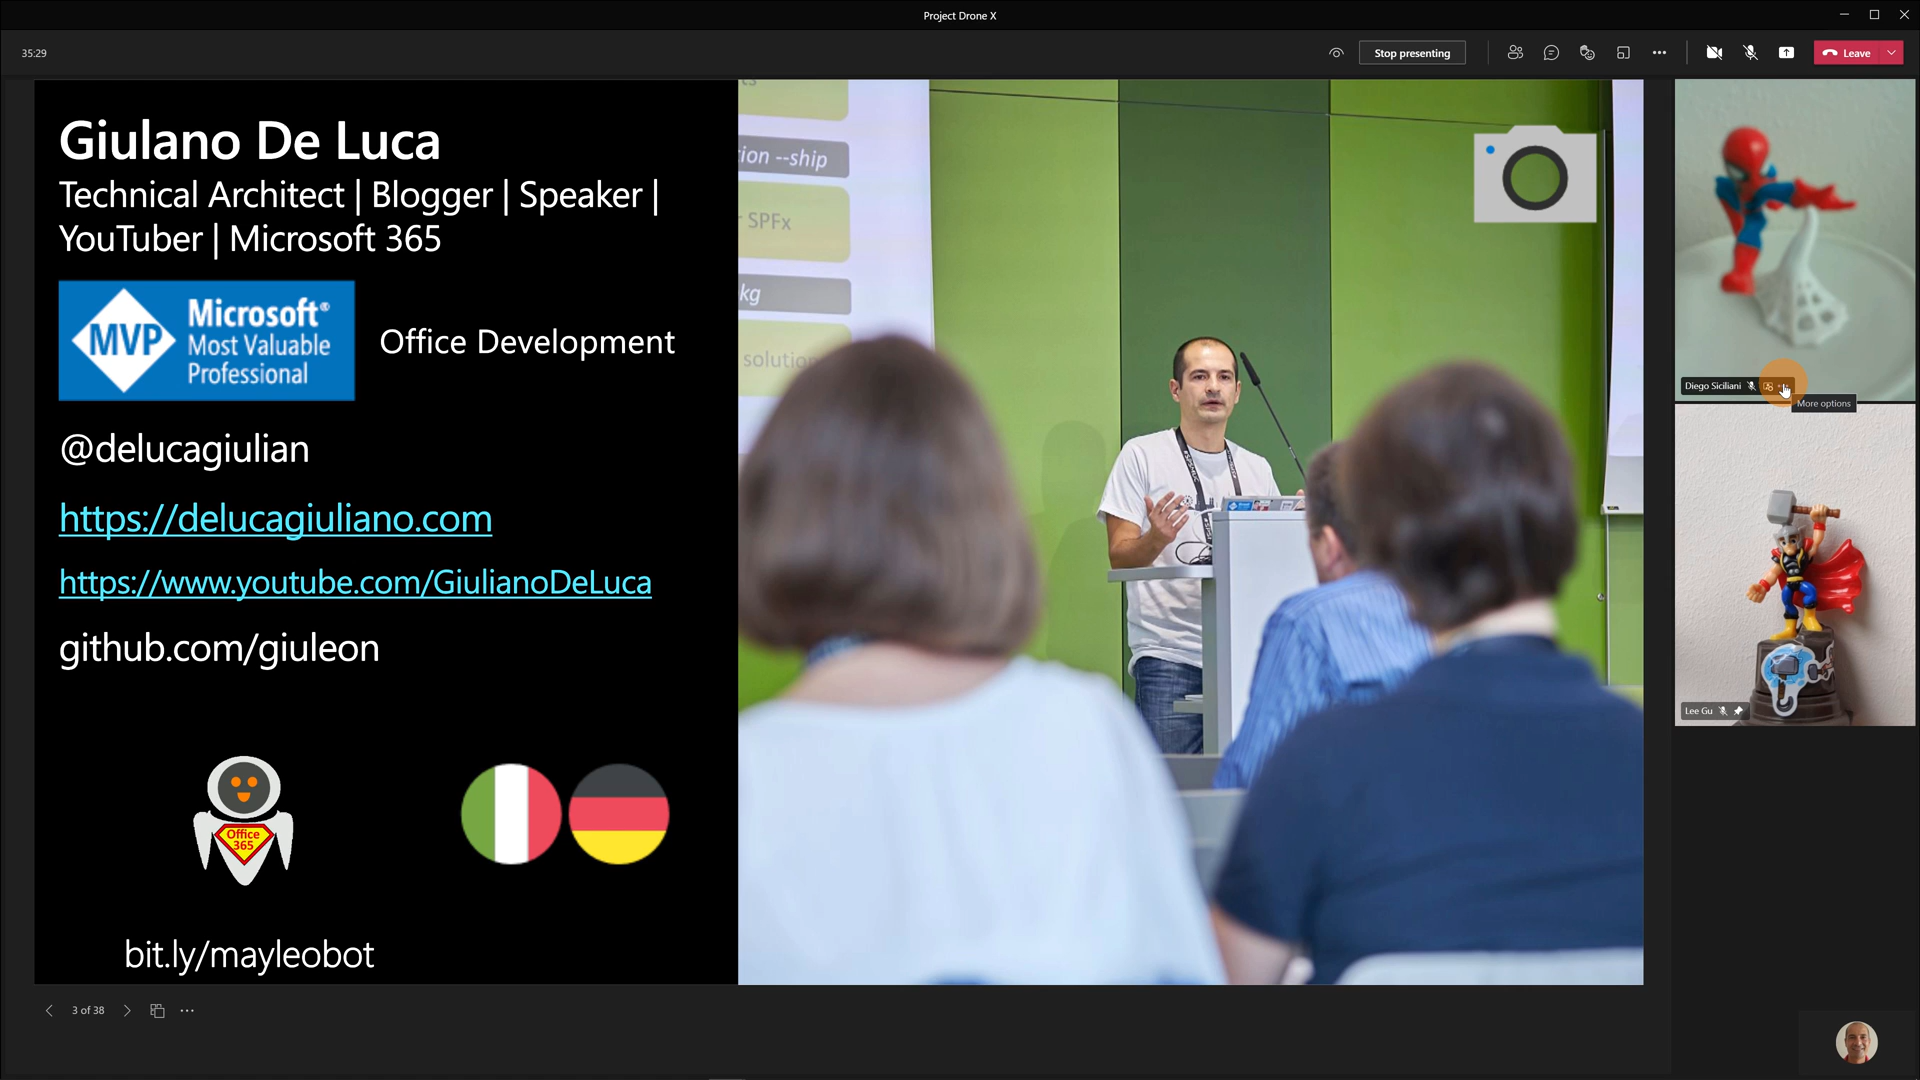 Project Drone X
35:29
Stop presenting
Leave
Giulano De Luca
Technical Architect | Blogger | Speaker |
YouTuber | Microsoft 365
MVP
Microsoft®
Most Valuable
Professional
Office Development
@delucagiulian
https://delucagiuliano.com
https://www.youtube.com/GiulianoDeLuca
github.com/giuleon
Office
365
bit.ly/mayleobot
ion --ship
SPFx
kg
solution
Diego Siciliani
More options
Lee Gu
3 of 38